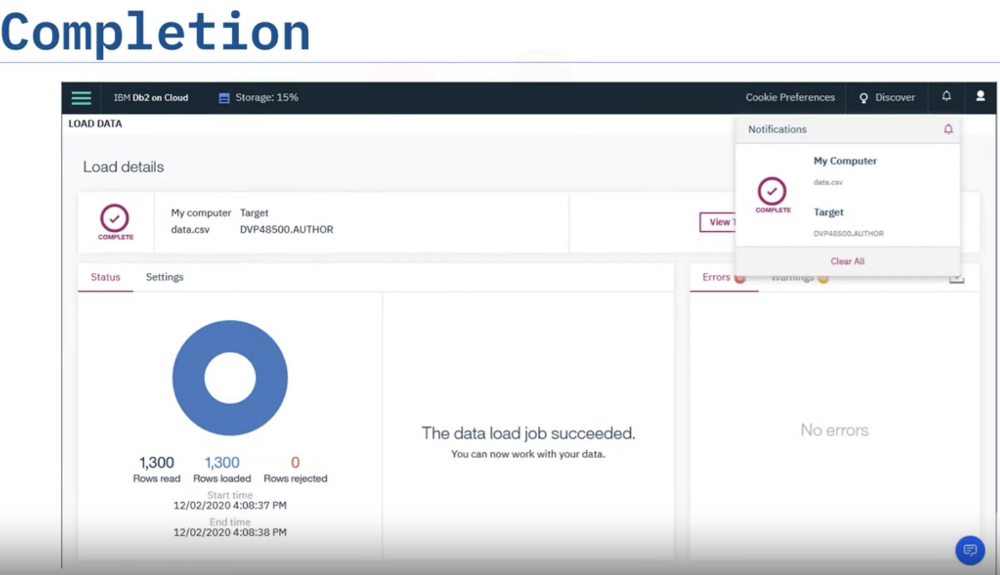 Completion
IBM Db2 on Cloud
Storage: 15%
Cookie Preferences
Discover
LOAD DATA
Notifications
My Computer
data.csv
COMPLETE
Target
DVP48500.AUTHOR
Clear All
Load details
COMPLETE
My computer Target
data.csv DVP48500.AUTHOR
View
Status Settings
Errors
Warnings
1,300 1,300 0
Rows read Rows loaded Rows rejected
Start time
12/02/2020 4:08:37 PM
End time
12/02/2020 4:08:38 PM
The data load job succeeded.
You can now work with your data.
No errors